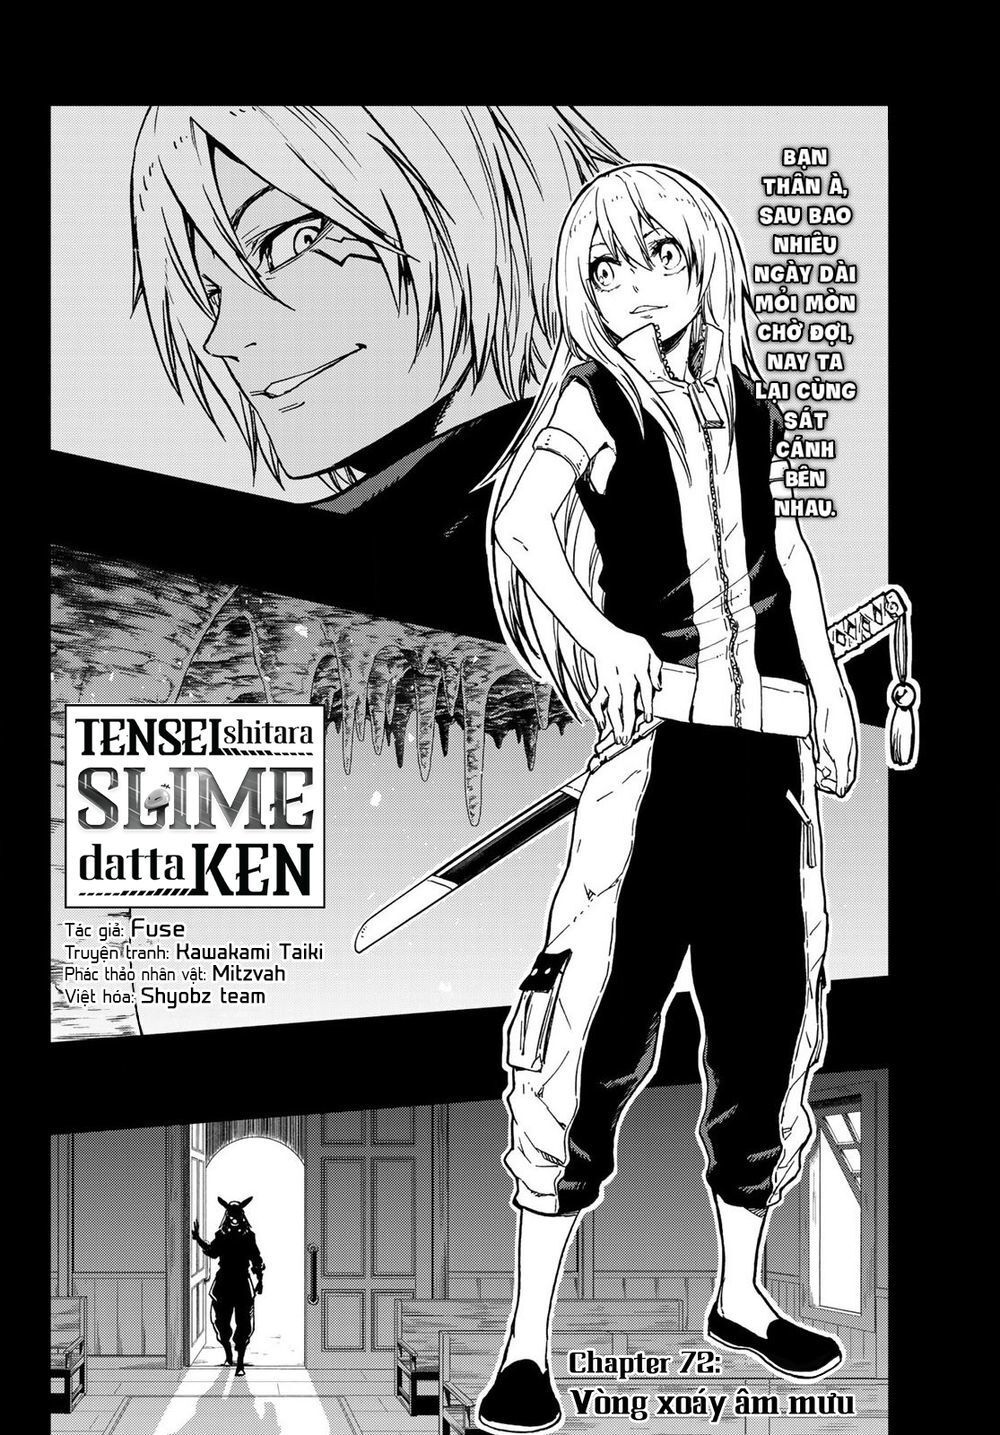 BẠN
THÂN À,
SAU BAO
NHIÊU
NGÀY DÀI
MỎI MÒN
CHỜ ĐỢI,
NAY TA
LẠI CÙNG
SÁT
CÁNH
BÊN
NHAU.
TENSEI shitara
SLIME
datta KEN
Tác giả: Fuse
Truyện tranh: Kawakami Taiki
Phác thảo nhân vật: Mitzvah
Việt hóa: Shyobz team
Chapter 72:
Vòng xoáy âm mưu